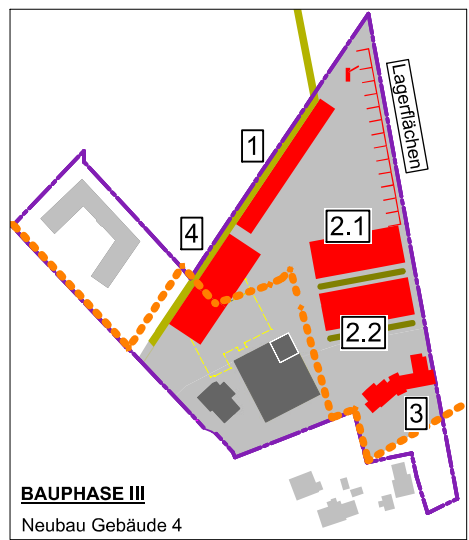 Lagerflächen
1
4
2.1
2.2
3
BAUPHASE III
Neubau Gebäude 4